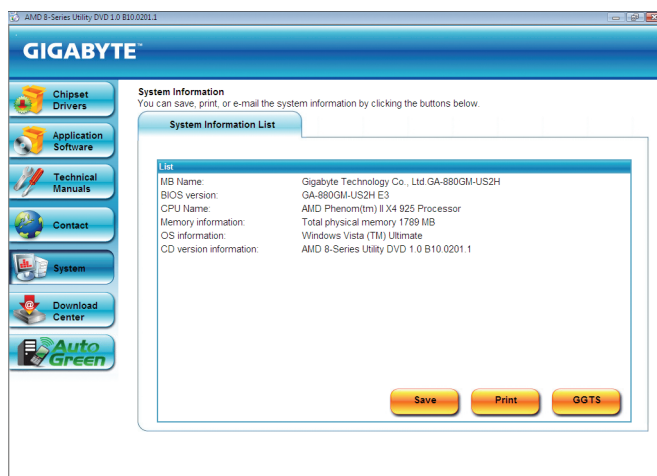 AMD 8-Series Utility DVD 1.0 B10.0201.1
GIGABYTE™
Chipset
Drivers
Application
Software
Technical
Manuals
Contact
System
Download
Center
Auto
Green
System Information
You can save, print, or e-mail the system information by clicking the buttons below.
System Information List
List
MB Name: Gigabyte Technology Co., Ltd GA-880GM-US2H
BIOS version: GA-880GM-US2H E3
CPU Name: AMD Phenom(tm) II X4 925 Processor
Memory information: Total physical memory 1789 MB
OS information: Windows Vista (TM) Ultimate
CD version information: AMD 8-Series Utility DVD 1.0 B10.0201.1
Save Print GGTS